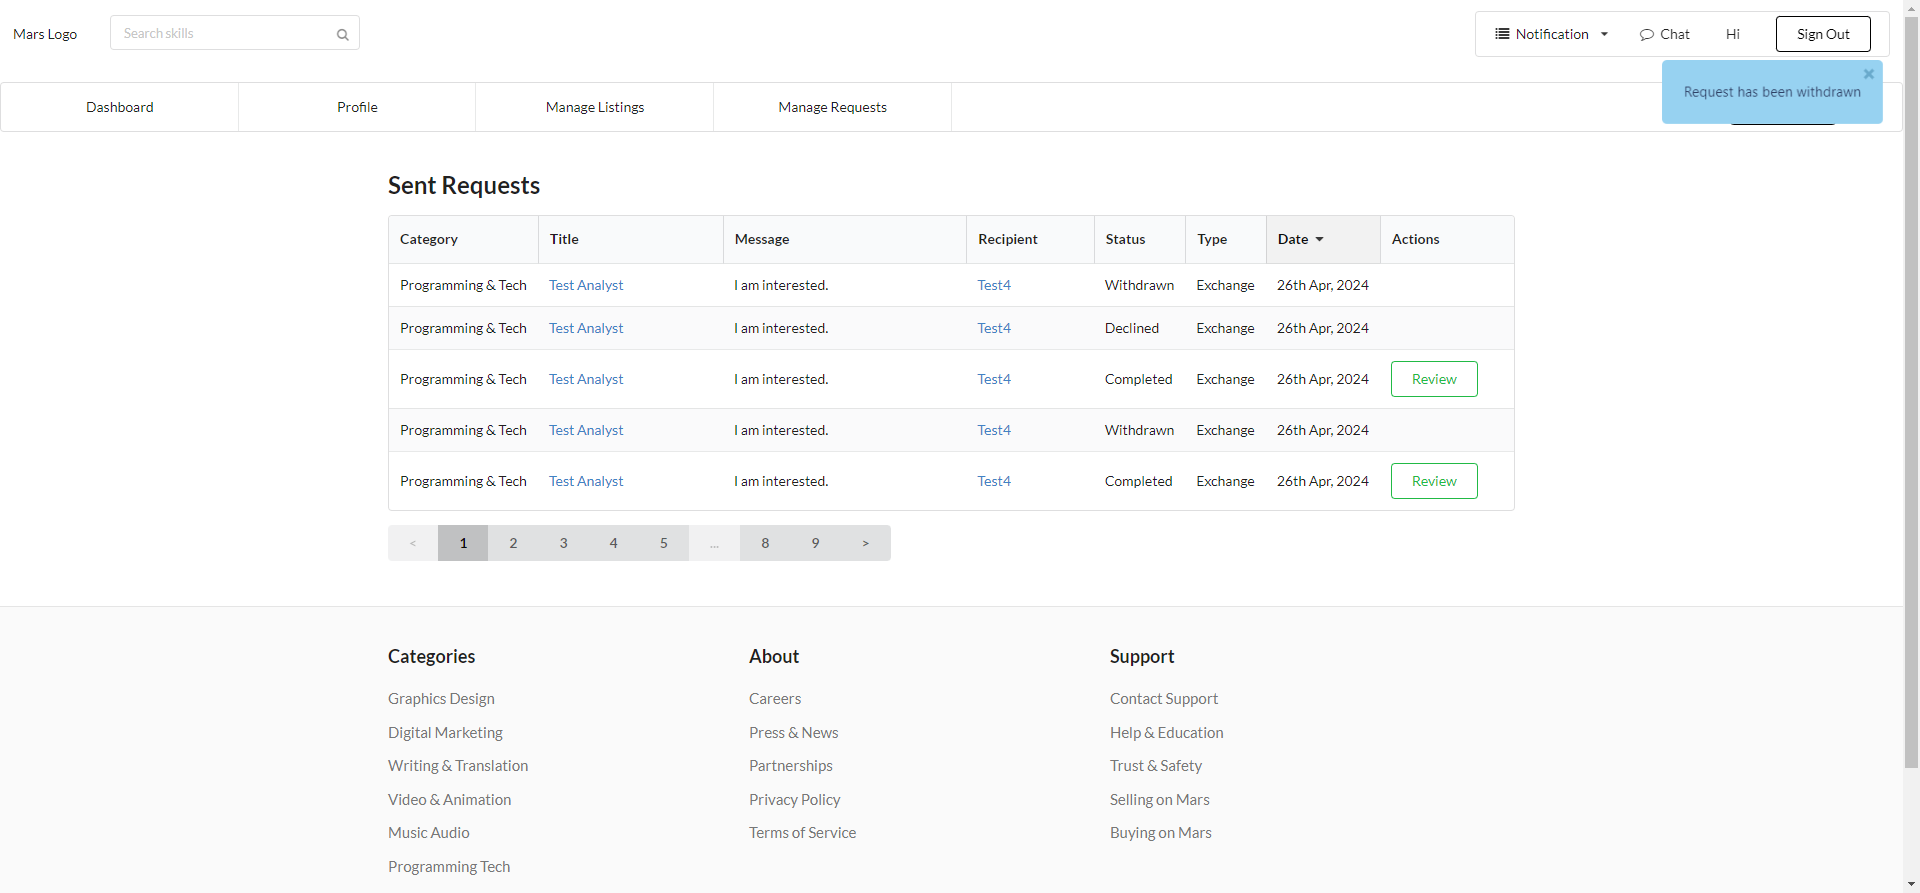 Mars Logo
Search skills
Notification
Chat
Hi
Sign Out
Request has been withdrawn
Dashboard
Profile
Manage Listings
Manage Requests
Sent Requests
Category Title Message Recipient Status Type Date Actions
Programming & Tech Test Analyst I am interested. Test4 Withdrawn Exchange 26th Apr, 2024
Programming & Tech Test Analyst I am interested. Test4 Declined Exchange 26th Apr, 2024
Programming & Tech Test Analyst I am interested. Test4 Completed Exchange 26th Apr, 2024 Review
Programming & Tech Test Analyst I am interested. Test4 Withdrawn Exchange 26th Apr, 2024
Programming & Tech Test Analyst I am interested. Test4 Completed Exchange 26th Apr, 2024 Review
< 1 2 3 4 5 ... 8 9 >
Categories
Graphics Design
Digital Marketing
Writing & Translation
Video & Animation
Music Audio
Programming Tech
About
Careers
Press & News
Partnerships
Privacy Policy
Terms of Service
Support
Contact Support
Help & Education
Trust & Safety
Selling on Mars
Buying on Mars